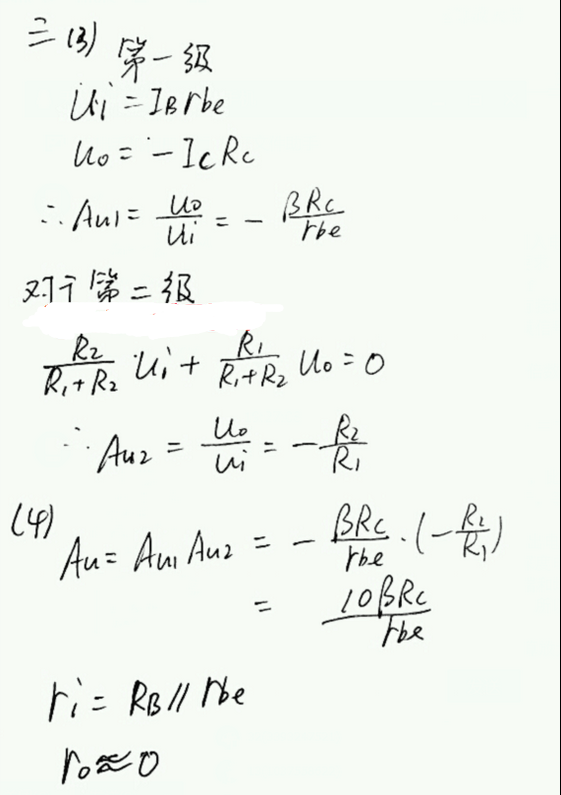 三(3) 第一级
Ui = IB rbe
Uo = -Ic Rc
∴ Au1 = Uo/Ui = - βRc/rbe
对于第二级
R2/(R1+R2) Ui + R1/(R1+R2) Uo = 0
∴ Au2 = Uo/Ui = - R2/R1
(4)
Au = Au1 Au2 = - βRc/rbe · (- R2/R1)
= 10βRc/rbe
ri = RB // rbe
ro ≈ 0